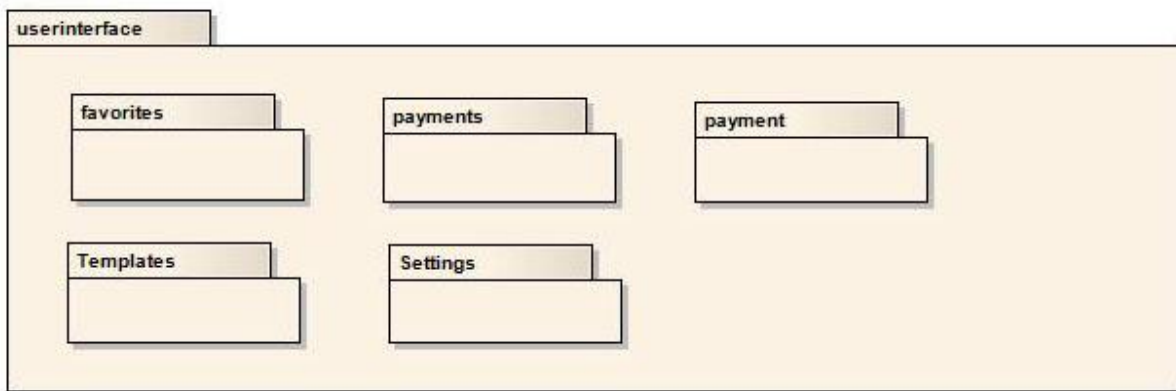 userinterface
favorites
payments
payment
Templates
Settings